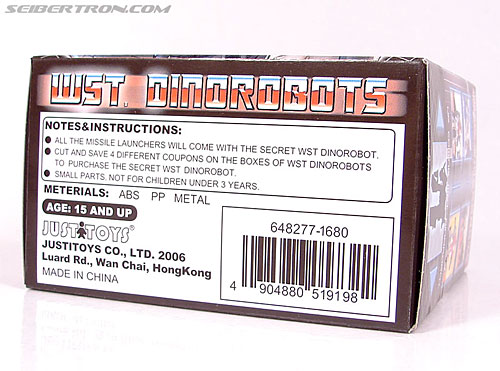 SEIBERTRON.COM
WST. DINOROBOTS
NOTES&INSTRUCTIONS:
● ALL THE MISSILE LAUNCHERS WILL COME WITH THE SECRET WST DINOROBOT.
● CUT AND SAVE 4 DIFFERENT COUPONS ON THE BOXES OF WST DINOROBOTS
TO PURCHASE THE SECRET WST DINOROBOT.
● SMALL PARTS. NOT FOR CHILDREN UNDER 3 YEARS.
METERIALS: ABS PP METAL
AGE: 15 AND UP
JUSTITOYS
JUSTITOYS CO., LTD. 2006
Luard Rd., Wan Chai, HongKong
MADE IN CHINA
648277-1680
4 904880 519198